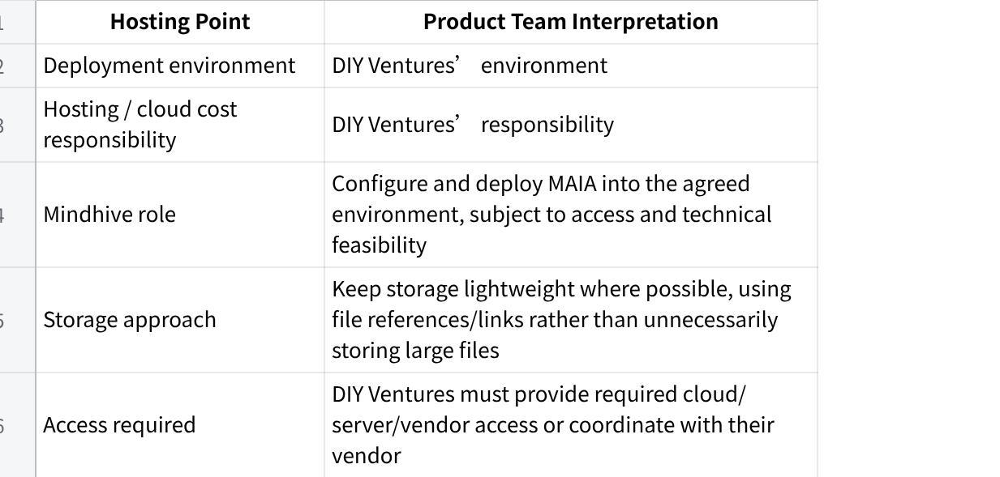 Hosting Point
Product Team Interpretation
2
Deployment environment
DIY Ventures’ environment
3
Hosting / cloud cost
responsibility
DIY Ventures’ responsibility
4
Mindhive role
Configure and deploy MAIA into the agreed
environment, subject to access and technical
feasibility
5
Storage approach
Keep storage lightweight where possible, using
file references/links rather than unnecessarily
storing large files
6
Access required
DIY Ventures must provide required cloud/
server/vendor access or coordinate with their
vendor